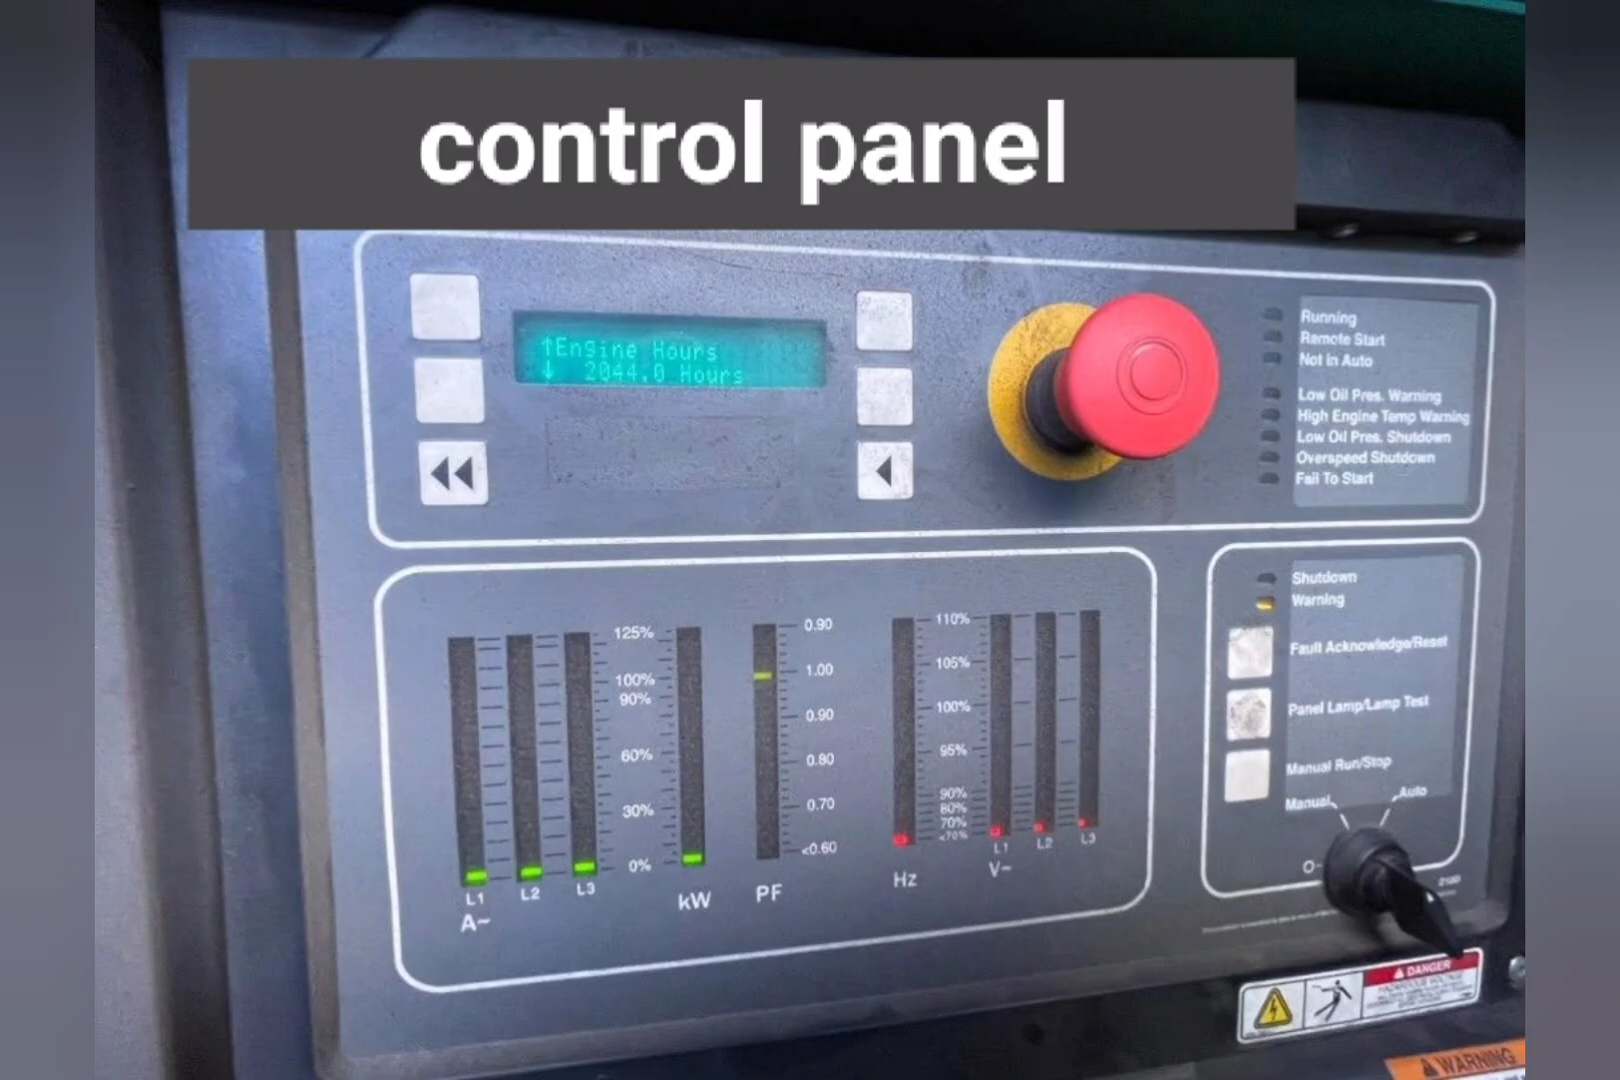 control panel
↑Engine Hours
↓ 2044.0 Hours
Running
Remote Start
Not in Auto
Low Oil Pres. Warning
High Engine Temp Warning
Low Oil Pres. Shutdown
Overspeed Shutdown
Fail To Start
Shutdown
Warning
Fault Acknowledge/Reset
Panel Lamp/Lamp Test
Manual Run/Stop
Manual
Auto
O
125%
100%
90%
60%
30%
0%
L1
L2
L3
A~
kW
0.90
1.00
0.90
0.80
0.70
<0.60
PF
110%
105%
100%
95%
90%
80%
70%
<70%
Hz
L1
L2
L3
V~
DANGER
HAZARDOUS VOLTAGE
WARNING